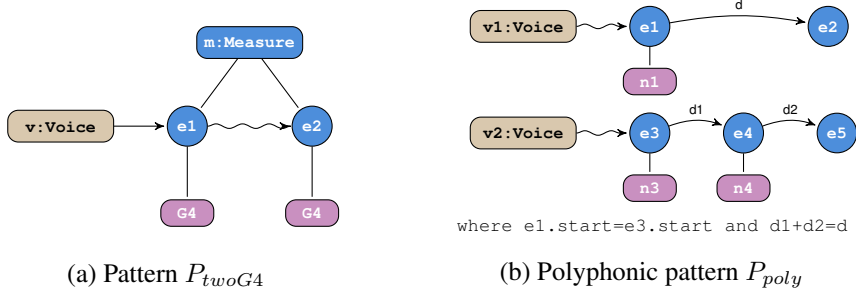 m:Measure
v:Voice
e1
e2
G4
G4
(a) Pattern P_twoG4
v1:Voice
e1
d
e2
n1
v2:Voice
e3
d1
e4
d2
e5
n3
n4
where e1.start=e3.start and d1+d2=d
(b) Polyphonic pattern P_poly